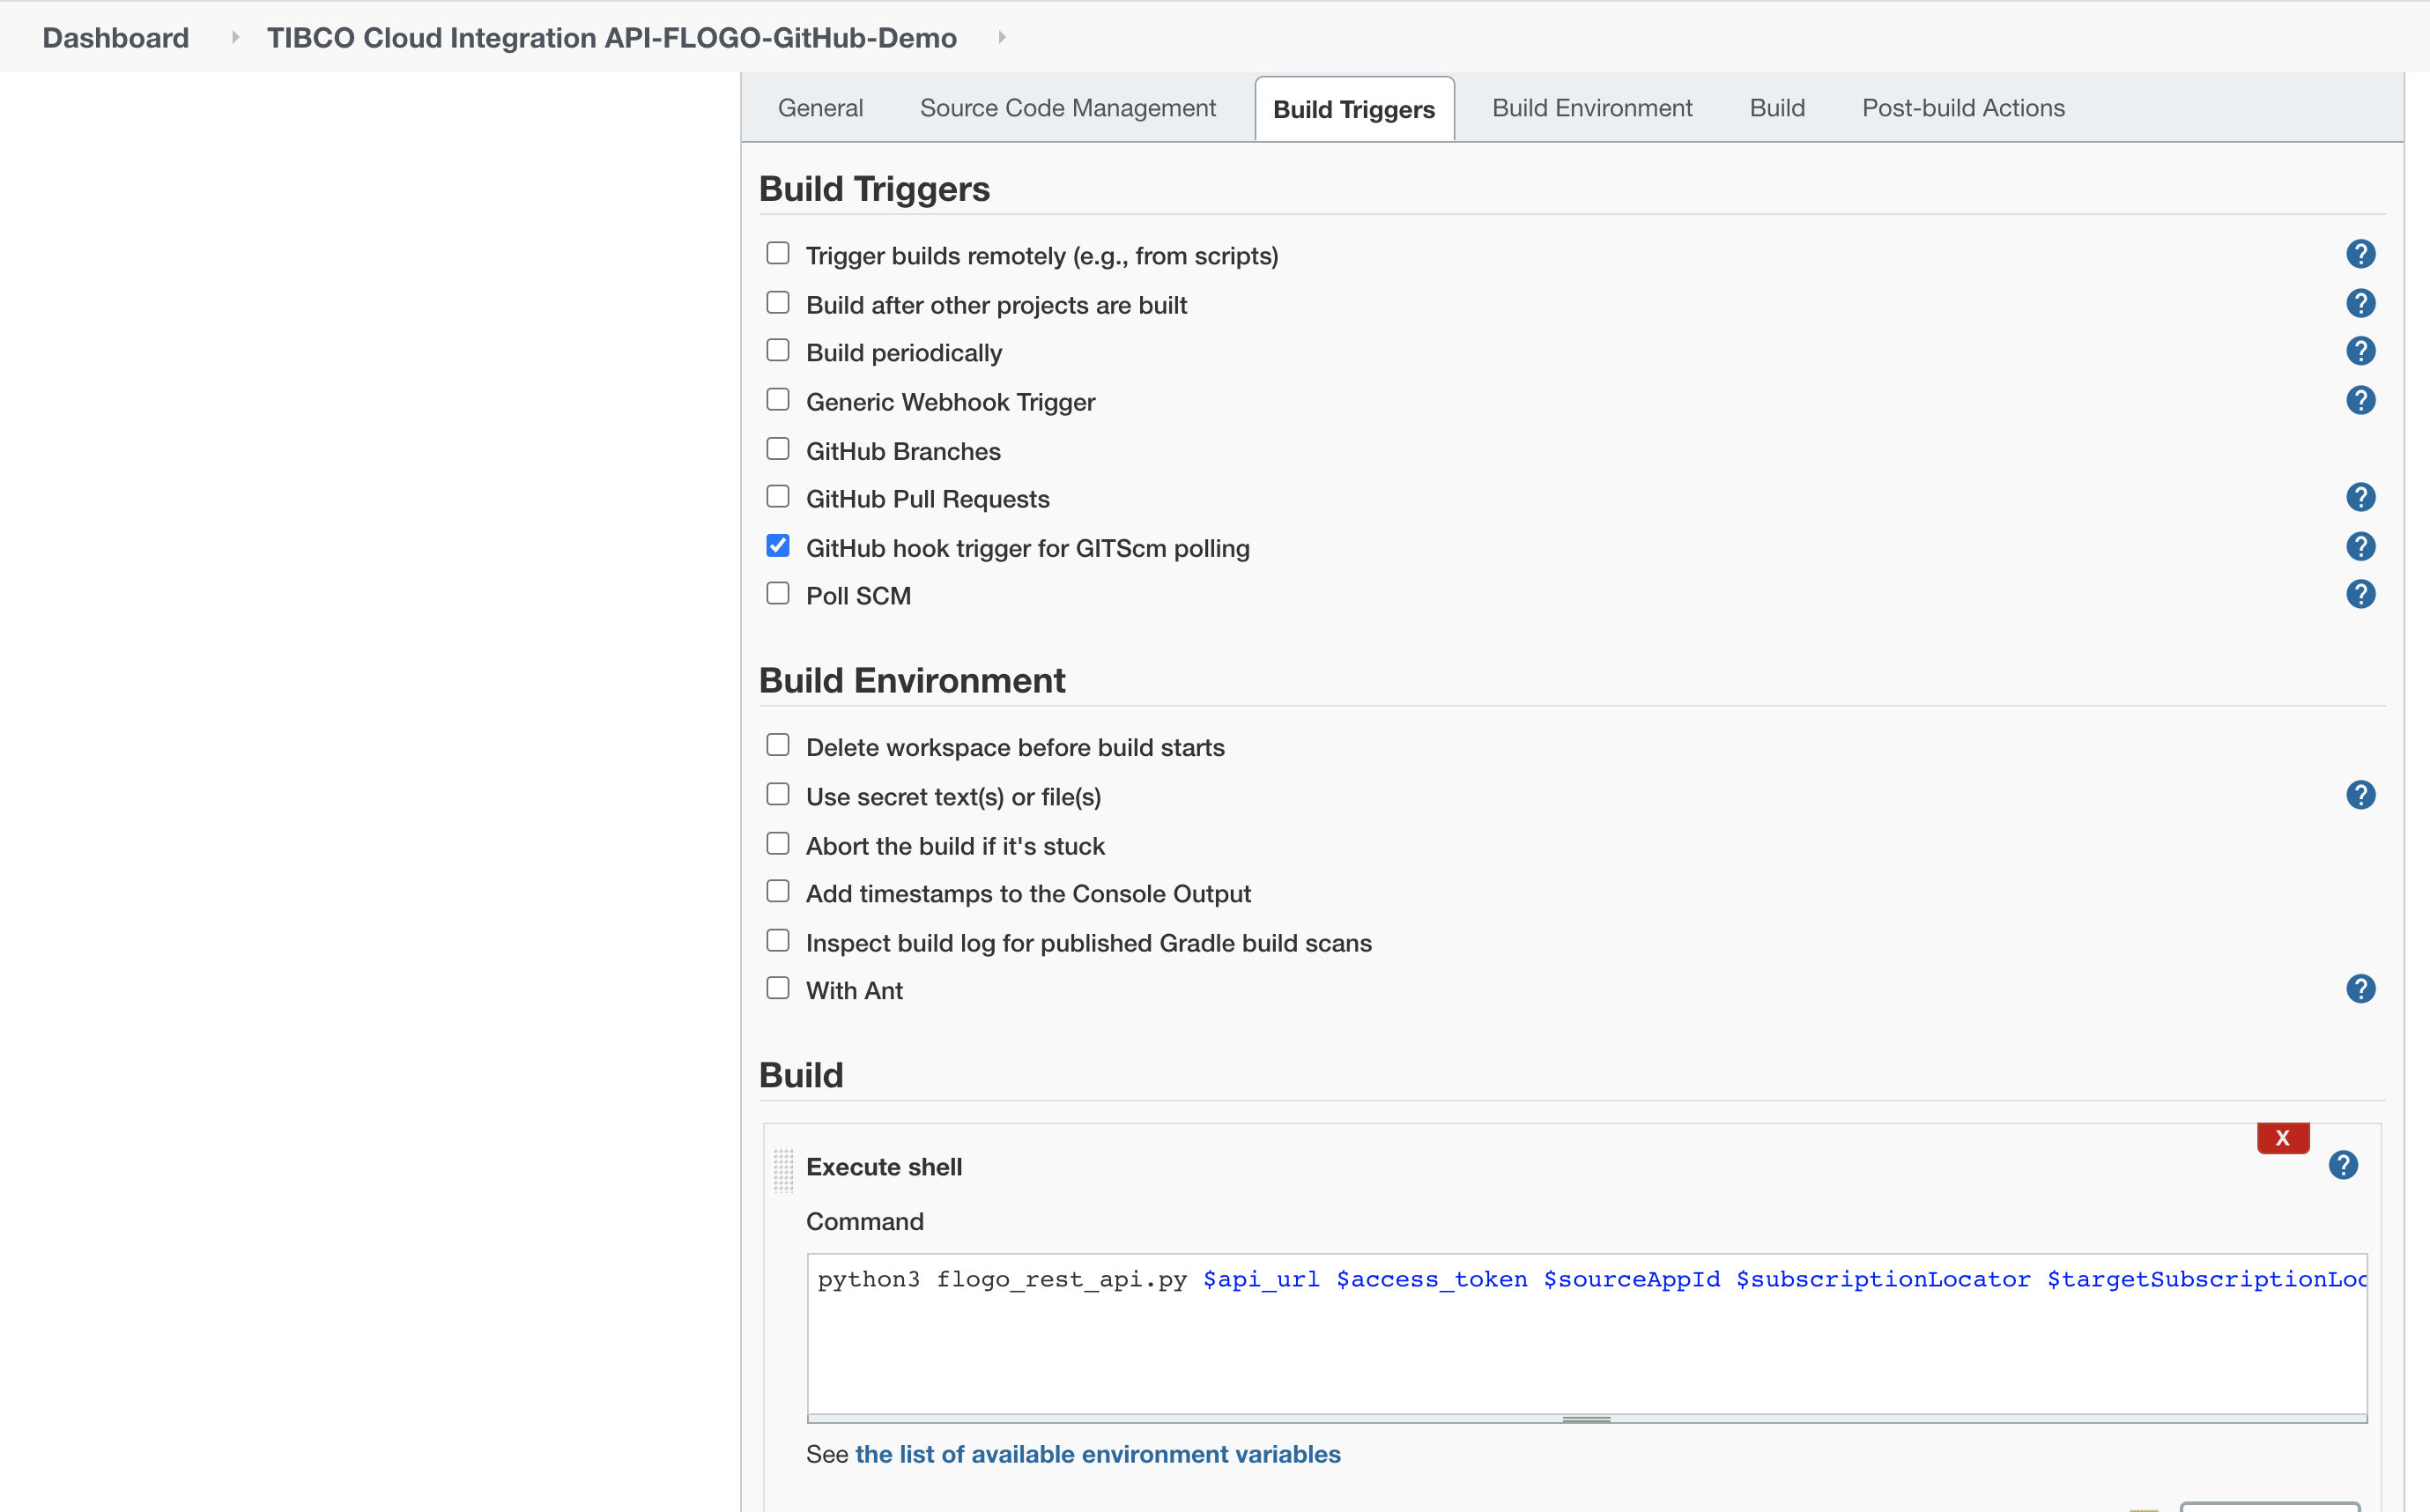 Dashboard
TIBCO Cloud Integration API-FLOGO-GitHub-Demo
General
Source Code Management
Build Triggers
Build Environment
Build
Post-build Actions
Build Triggers
Trigger builds remotely (e.g., from scripts)
?
Build after other projects are built
?
Build periodically
?
Generic Webhook Trigger
?
GitHub Branches
GitHub Pull Requests
?
GitHub hook trigger for GITScm polling
?
Poll SCM
?
Build Environment
Delete workspace before build starts
Use secret text(s) or file(s)
?
Abort the build if it's stuck
Add timestamps to the Console Output
Inspect build log for published Gradle build scans
With Ant
?
Build
X
Execute shell
?
Command
python3 flogo_rest_api.py $api_url $access_token $sourceAppId $subscriptionLocator $targetSubscriptionLoc
See the list of available environment variables